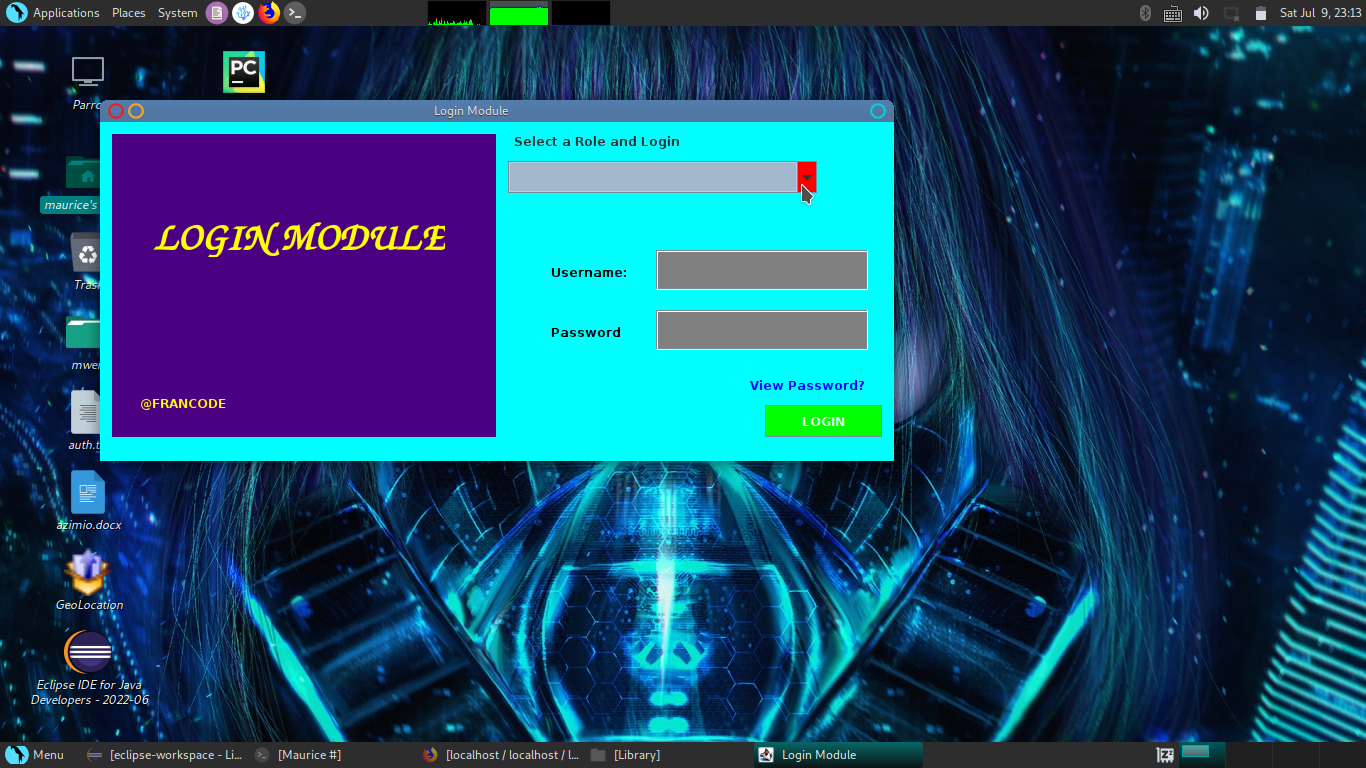 Applications Places System
Sat Jul 9, 23:13
PC
Parro
Login Module
Select a Role and Login
LOGIN MODULE
maurice's
Username:
Trash
Password
mwen
View Password?
@FRANCODE
LOGIN
auth.t
azimio.docx
GeoLocation
Eclipse IDE for Java
Developers - 2022-06
Menu
[eclipse-workspace - Li...
[Maurice #]
[localhost / localhost / l...
[Library]
Login Module